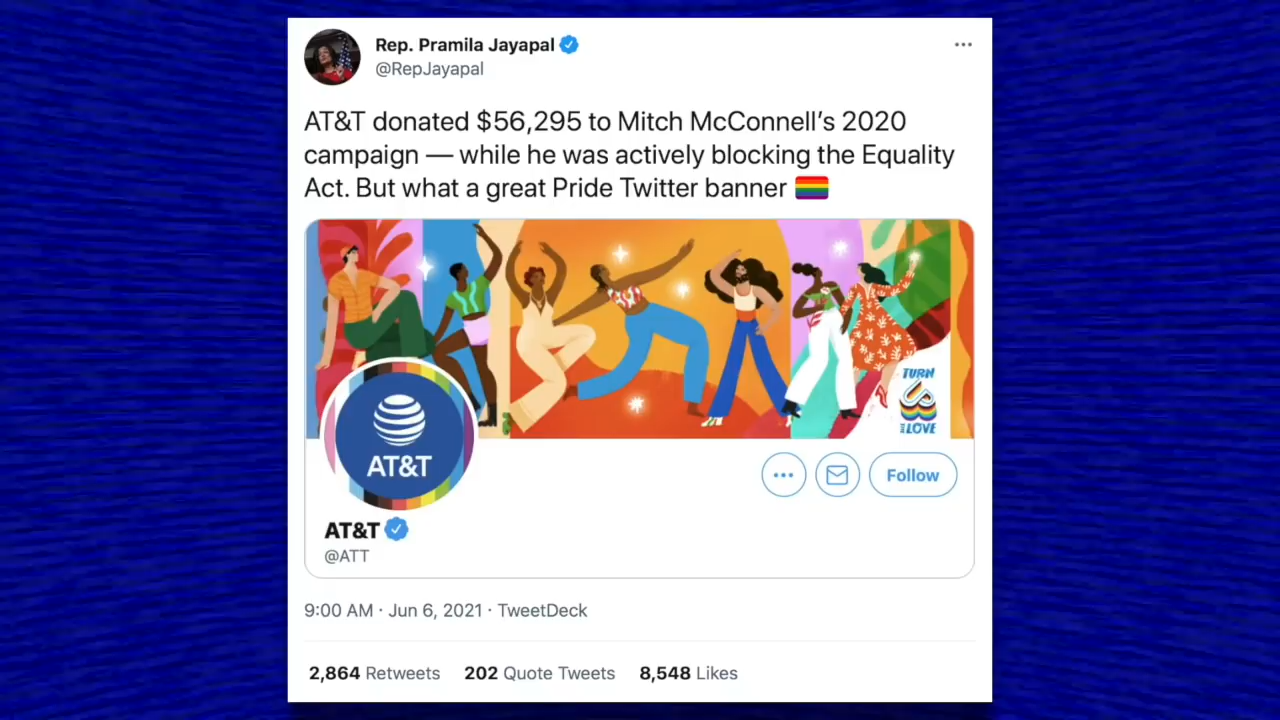 Rep. Pramila Jayapal
@RepJayapal
AT&T donated $56,295 to Mitch McConnell’s 2020
campaign — while he was actively blocking the Equality
Act. But what a great Pride Twitter banner 🏳️‍🌈
TURN
UP
THE LOVE
AT&T
Follow
AT&T
@ATT
9:00 AM · Jun 6, 2021 · TweetDeck
2,864 Retweets 202 Quote Tweets 8,548 Likes